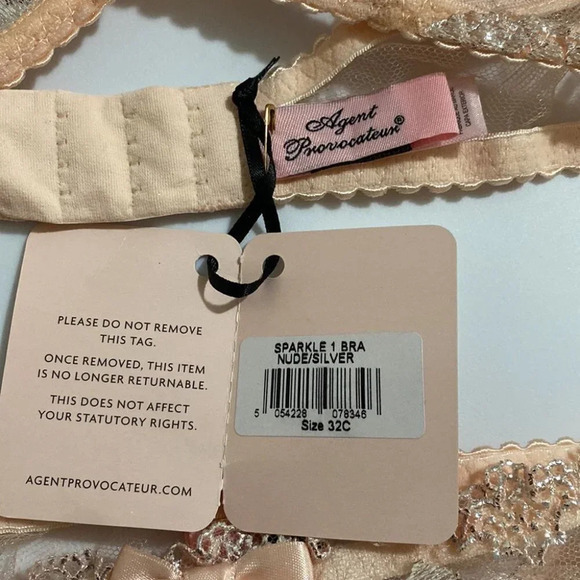 Agent
Provocateur®
PLEASE DO NOT REMOVE
THIS TAG.
ONCE REMOVED, THIS ITEM
IS NO LONGER RETURNABLE.
THIS DOES NOT AFFECT
YOUR STATUTORY RIGHTS.
AGENTPROVOCATEUR.COM
SPARKLE 1 BRA
NUDE/SILVER
5 054228 078346
Size 32C